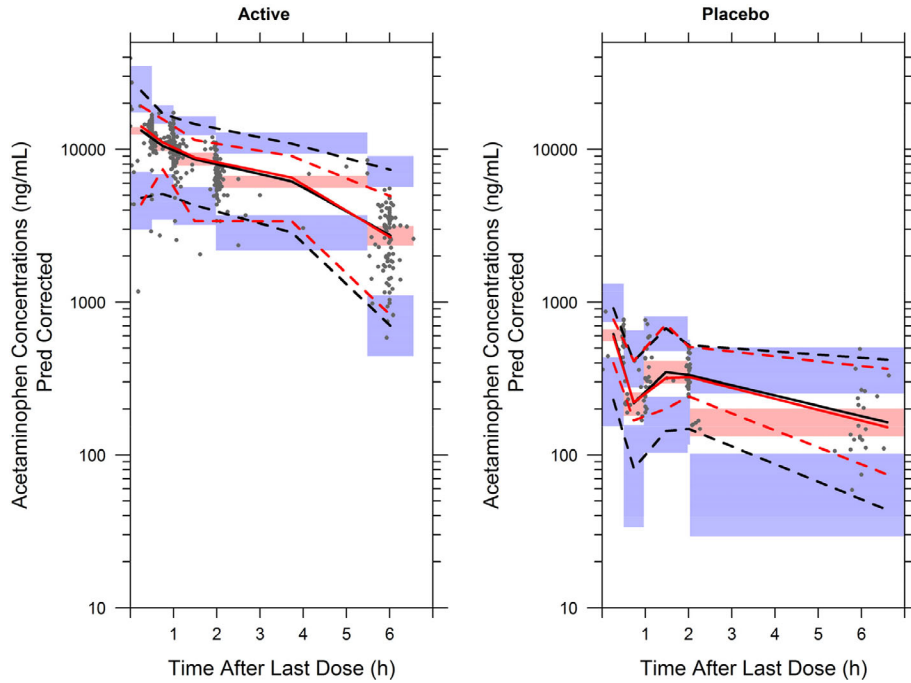 Active
Placebo
Acetaminophen Concentrations (ng/mL)
Pred Corrected
10000
1000
100
10
1 2 3 4 5 6
Time After Last Dose (h)
Acetaminophen Concentrations (ng/mL)
Pred Corrected
10000
1000
100
10
1 2 3 4 5 6
Time After Last Dose (h)